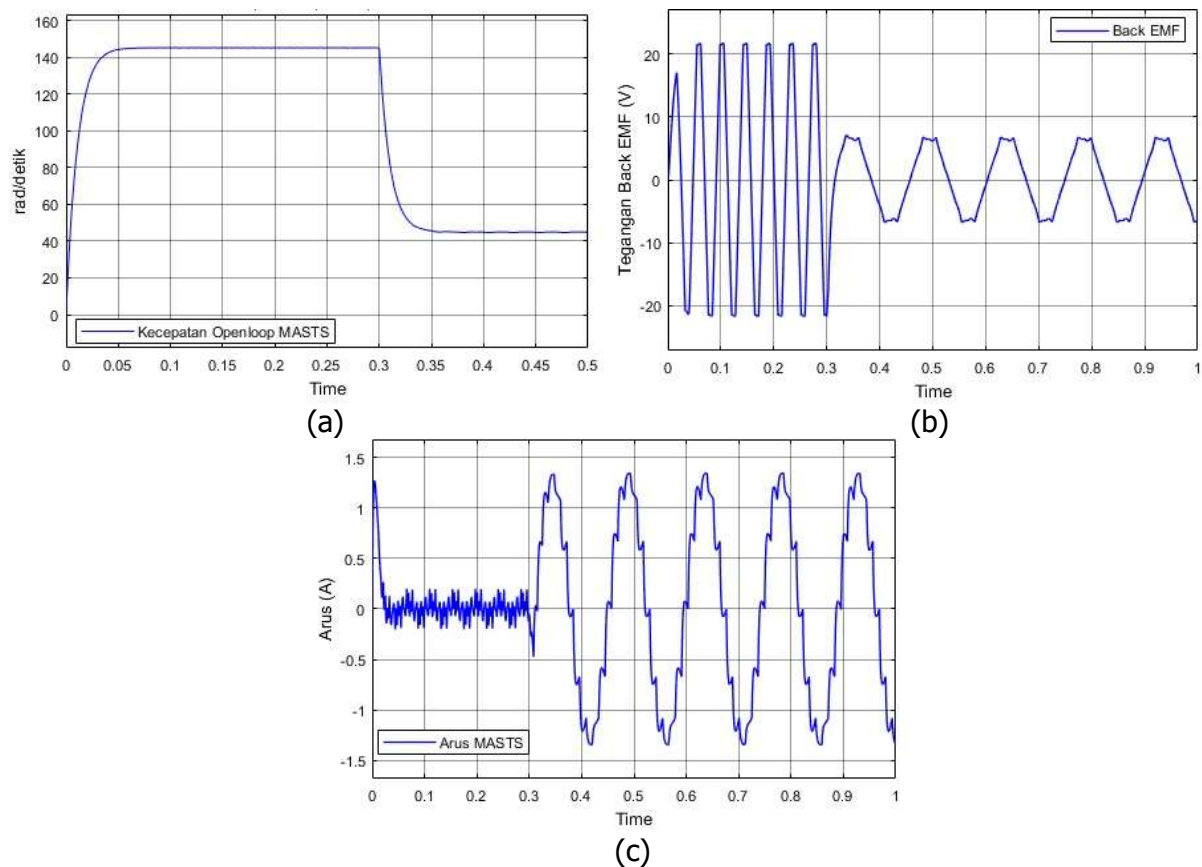 160
140
120
100
80
60
40
20
0
rad/detik
Kecepatan Openloop MASTS
0 0.05 0.1 0.15 0.2 0.25 0.3 0.35 0.4 0.45 0.5
Time
(a)
20
10
0
-10
-20
Tegangan Back EMF (V)
Back EMF
0 0.1 0.2 0.3 0.4 0.5 0.6 0.7 0.8 0.9 1
Time
(b)
1.5
1
0.5
0
-0.5
-1
-1.5
Arus (A)
Arus MASTS
0 0.1 0.2 0.3 0.4 0.5 0.6 0.7 0.8 0.9 1
Time
(c)